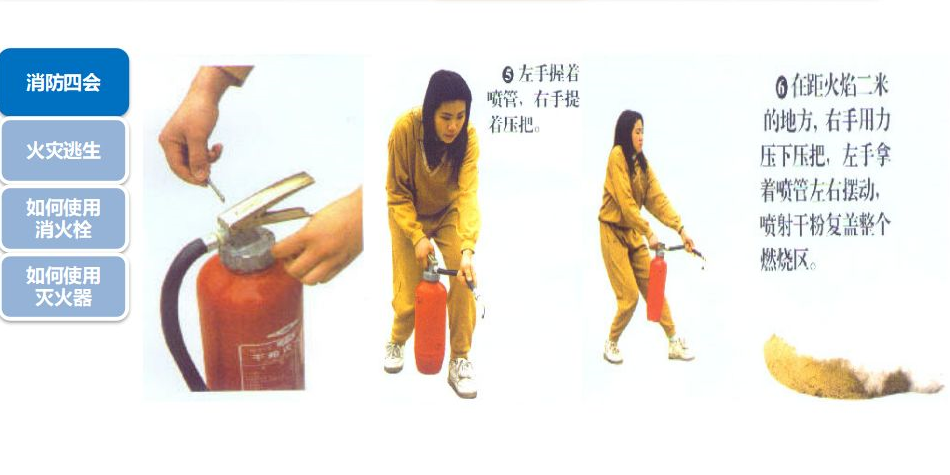 消防四会
火灾逃生
如何使用
消火栓
如何使用
灭火器
❺左手握着
喷管，右手提
着压把。
❻在距火焰二米
的地方，右手用力
压下压把，左手拿
着喷管左右摆动，
喷射干粉复盖整个
燃烧区。